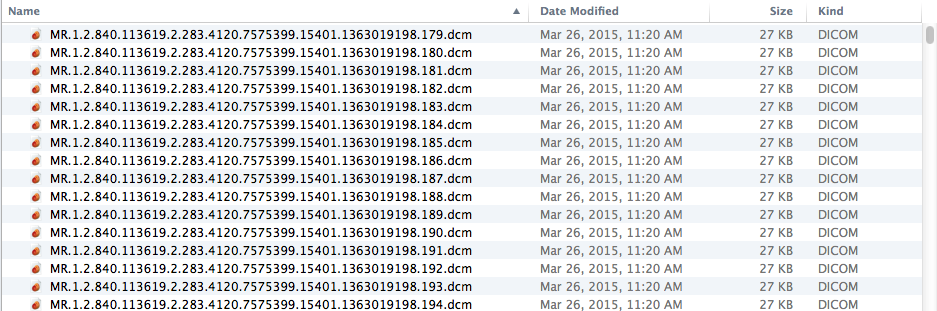 Name Date Modified Size Kind
MR.1.2.840.113619.2.283.4120.7575399.15401.1363019198.179.dcm Mar 26, 2015, 11:20 AM 27 KB DICOM
MR.1.2.840.113619.2.283.4120.7575399.15401.1363019198.180.dcm Mar 26, 2015, 11:20 AM 27 KB DICOM
MR.1.2.840.113619.2.283.4120.7575399.15401.1363019198.181.dcm Mar 26, 2015, 11:20 AM 27 KB DICOM
MR.1.2.840.113619.2.283.4120.7575399.15401.1363019198.182.dcm Mar 26, 2015, 11:20 AM 27 KB DICOM
MR.1.2.840.113619.2.283.4120.7575399.15401.1363019198.183.dcm Mar 26, 2015, 11:20 AM 27 KB DICOM
MR.1.2.840.113619.2.283.4120.7575399.15401.1363019198.184.dcm Mar 26, 2015, 11:20 AM 27 KB DICOM
MR.1.2.840.113619.2.283.4120.7575399.15401.1363019198.185.dcm Mar 26, 2015, 11:20 AM 27 KB DICOM
MR.1.2.840.113619.2.283.4120.7575399.15401.1363019198.186.dcm Mar 26, 2015, 11:20 AM 27 KB DICOM
MR.1.2.840.113619.2.283.4120.7575399.15401.1363019198.187.dcm Mar 26, 2015, 11:20 AM 27 KB DICOM
MR.1.2.840.113619.2.283.4120.7575399.15401.1363019198.188.dcm Mar 26, 2015, 11:20 AM 27 KB DICOM
MR.1.2.840.113619.2.283.4120.7575399.15401.1363019198.189.dcm Mar 26, 2015, 11:20 AM 27 KB DICOM
MR.1.2.840.113619.2.283.4120.7575399.15401.1363019198.190.dcm Mar 26, 2015, 11:20 AM 27 KB DICOM
MR.1.2.840.113619.2.283.4120.7575399.15401.1363019198.191.dcm Mar 26, 2015, 11:20 AM 27 KB DICOM
MR.1.2.840.113619.2.283.4120.7575399.15401.1363019198.192.dcm Mar 26, 2015, 11:20 AM 27 KB DICOM
MR.1.2.840.113619.2.283.4120.7575399.15401.1363019198.193.dcm Mar 26, 2015, 11:20 AM 27 KB DICOM
MR.1.2.840.113619.2.283.4120.7575399.15401.1363019198.194.dcm Mar 26, 2015, 11:20 AM 27 KB DICOM